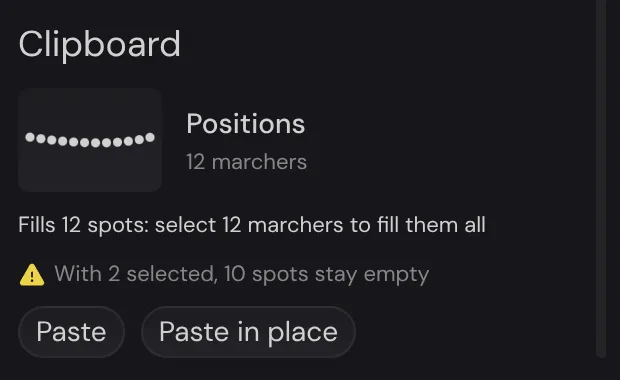 Clipboard
Positions
12 marchers
Fills 12 spots: select 12 marchers to fill them all
With 2 selected, 10 spots stay empty
Paste
Paste in place